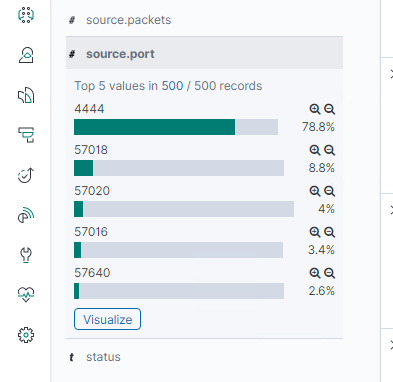 # source.packets
# source.port
Top 5 values in 500 / 500 records
4444
78.8%
57018
8.8%
57020
4%
57016
3.4%
57640
2.6%
Visualize
t status